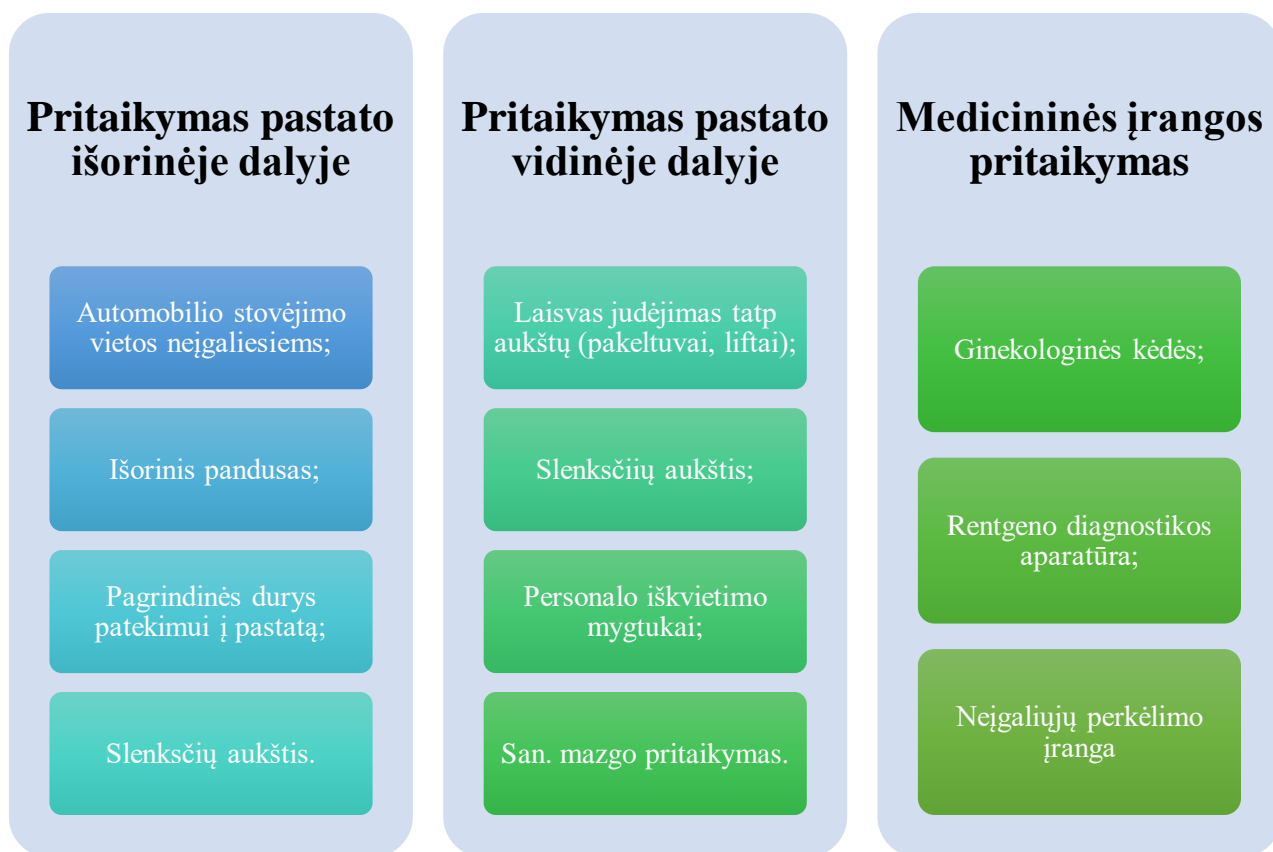 Pritaikymas pastato
išorinėje dalyje
Automobilio stovėjimo
vietos neįgaliesiems;
Išorinis pandusas;
Pagrindinės durys
patekimui į pastatą;
Slenksčių aukštis.
Pritaikymas pastato
vidinėje dalyje
Laisvas judėjimas tatp
aukštų (pakeltuvai, liftai);
Slenksčiių aukštis;
Personalo iškvietimo
mygtukai;
San. mazgo pritaikymas.
Medicininės įrangos
pritaikymas
Ginekologinės kėdės;
Rentgeno diagnostikos
aparatūra;
Neįgaliųjų perkėlimo
įranga